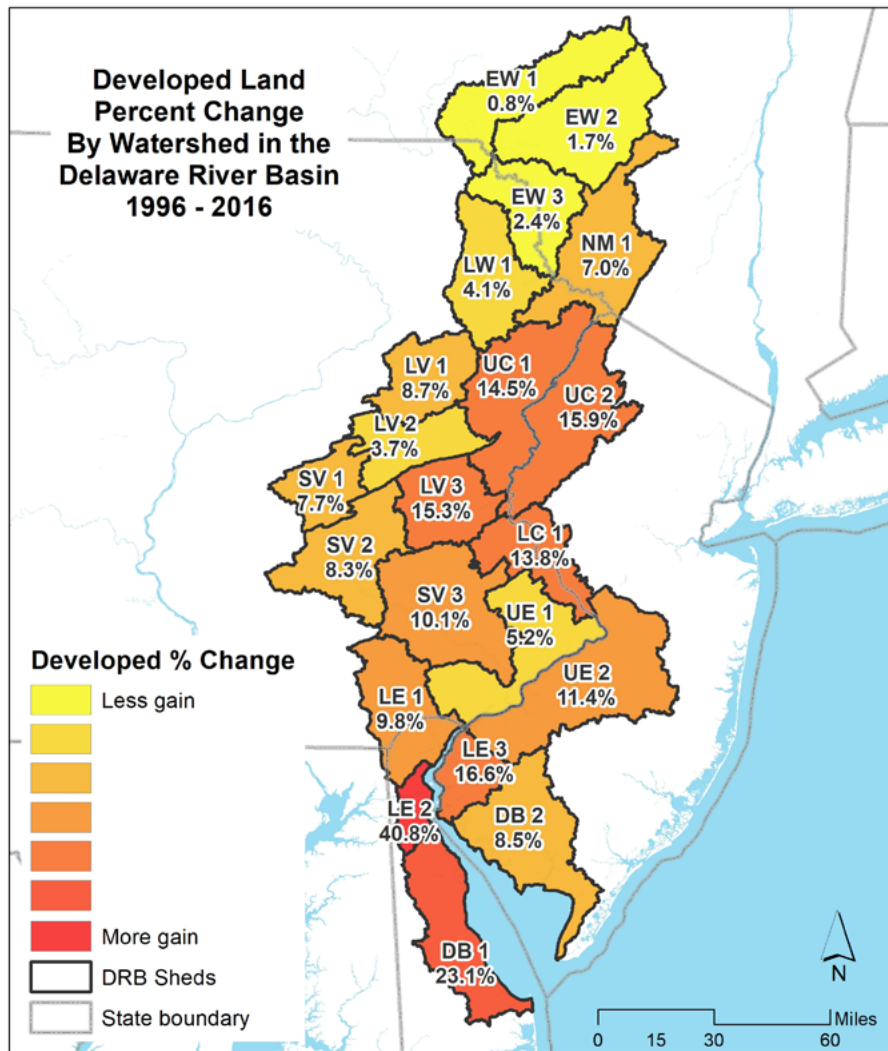 Developed Land
Percent Change
By Watershed in the
Delaware River Basin
1996 - 2016
EW 1
0.8%
EW 2
1.7%
EW 3
2.4%
NM 1
7.0%
LW 1
4.1%
LV 1
8.7%
UC 1
14.5%
UC 2
15.9%
LV 2
3.7%
SV 1
7.7%
LV 3
15.3%
LC 1
13.8%
SV 2
8.3%
SV 3
10.1%
UE 1
5.2%
UE 2
11.4%
LE 1
9.8%
LE 3
16.6%
LE 2
40.8%
DB 2
8.5%
DB 1
23.1%
Developed % Change
Less gain
More gain
DRB Sheds
State boundary
N
Miles
0 15 30 60